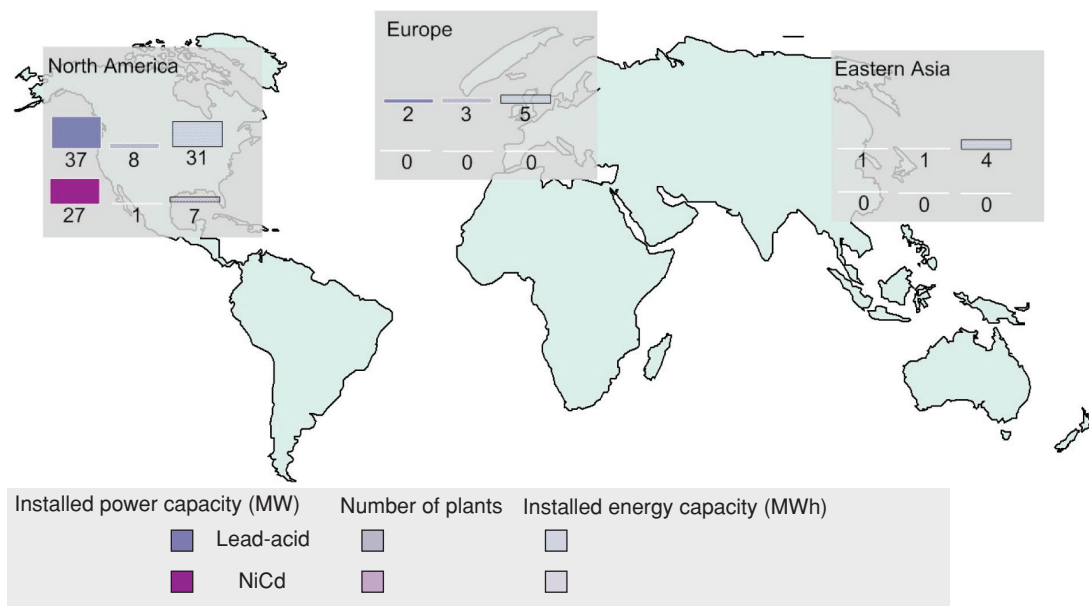 North America
37 8 31
27 1 7
Europe
2 3 5
0 0 0
Eastern Asia
1 1 4
0 0 0
Installed power capacity (MW) Number of plants Installed energy capacity (MWh)
Lead-acid
NiCd